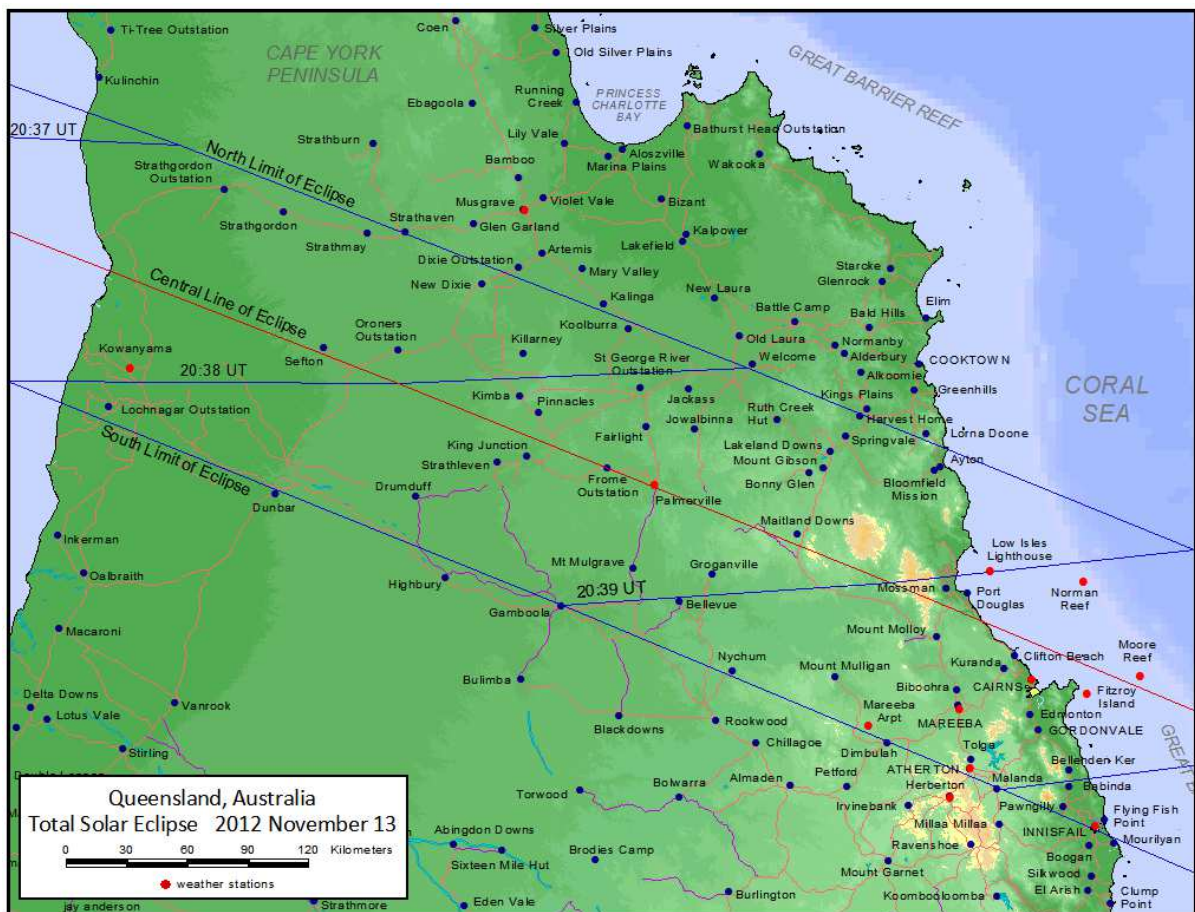 Coen
Silver Plains
Ti-Tree Outstation
CAPE YORK
PENINSULA
Old Silver Plains
GREAT BARRIER REEF
Kulinchin
Ebagoola
Running
Creek
PRINCESS
CHARLOTTE
BAY
20:37 UT
North Limit of Eclipse
Strathburn
Lily Vale
Bathurst Head Outstation
Aloszville
Marina Plains
Wakooka
Strathgordon
Outstation
Bamboo
Musgrave
Violet Vale
Bizant
Strathgordon
Strathaven
Glen Garland
Strathmay
Kalpower
Lakefield
Artemis
Dixie Outstation
Mary Valley
Starcke
Glenrock
Central Line of Eclipse
New Dixie
Kalinga
New Laura
Elim
Oroners
Outstation
Koolburra
Battle Camp
Bald Hills
Kowanyama
Sefton
Killarney
Old Laura
Normanby
St George River
Outstation
Welcome
Alderbury
COOKTOWN
20:38 UT
Alkoomie
CORAL
SEA
Lochnagar Outstation
Kimba
Pinnacles
Jackass
Kings Plains
Greenhills
South Limit of Eclipse
Ruth Creek
Hut
Harvest Home
Jowalbinna
Fairlight
Lorna Doone
Springvale
King Junction
Lakeland Downs
Strathleven
Mount Gibson
Ayton
Drumduff
Frome
Outstation
Bonny Glen
Bloomfield
Mission
Dunbar
Palmerville
Inkerman
Maitland Downs
Low Isles
Lighthouse
Oalbraith
Highbury
Mt Mulgrave
Groganville
20:39 UT
Mossman
Port
Douglas
Norman
Reef
Gamboola
Bellevue
Macaroni
Mount Molloy
Clifton Beach
Moore
Reef
Nychum
Mount Mulligan
Kuranda
Bulimba
Biboohra
CAIRNS
Fitzroy
Island
Delta Downs
Vanrook
Mareeba
Arpt
MAREEBA
Edmonton
Lotus Vale
Blackdowns
Rookwood
GORDONVALE
GREAT B
Stirling
Chillagoe
Dimbulah
Tolga
Bellenden Ker
ATHERTON
Almaden
Petford
Malanda
Babinda
Torwood
Bolwarra
Herberton
Irvinebank
Pawngilly
Flying Fish
Point
Millaa Millaa
INNISFAIL
Mourilyan
Abingdon Downs
Ravenshoe
Boogan
Sixteen Mile Hut
Brodies Camp
Mount Garnet
Silkwood
Burlington
Koombooloomba
El Arish
Eden Vale
Clump
Point
Strathmore
jay anderson
Queensland, Australia
Total Solar Eclipse 2012 November 13
0 30 60 90 120 Kilometers
weather stations